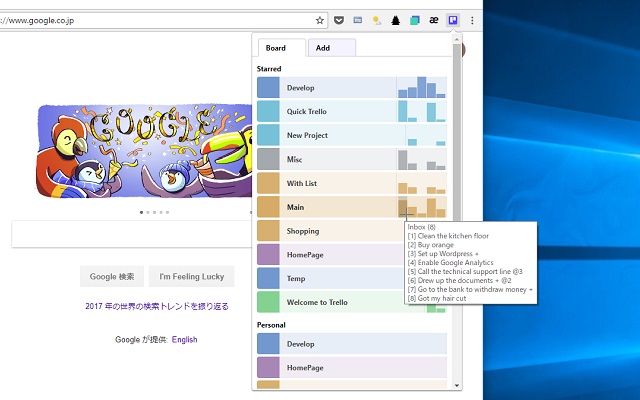 ://www.google.co.jp
æ
Board
Add
Starred
Develop
Quick Trello
New Project
Misc
With List
Main
Shopping
HomePage
Temp
Welcome to Trello
Personal
Develop
HomePage
Inbox (8)
[1] Clean the kitchen floor
[2] Buy orange
[3] Set up Wordpress +
[4] Enable Google Analytics
[5] Call the technical support line @3
[6] Drew up the documents + @2
[7] Go to the bank to withdraw money +
[8] Got my hair cut
GOOGLE
Google 検索
I'm Feeling Lucky
2017 年の世界の検索トレンドを振り返る
Google が提供: English